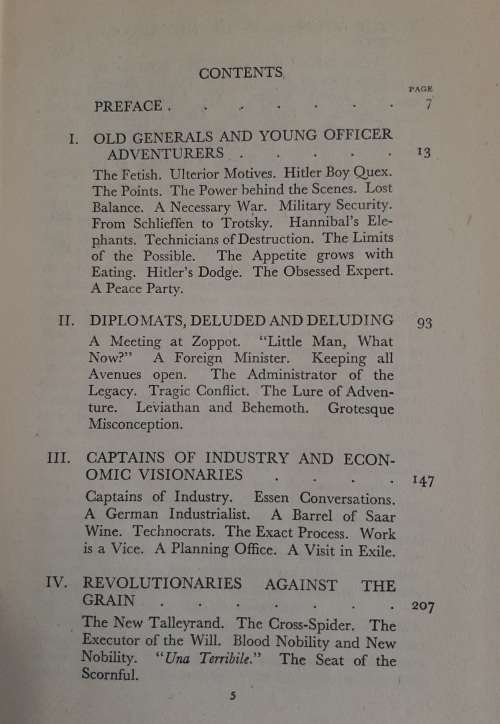 CONTENTS
PAGE
PREFACE . . . . . . . 7
I. OLD GENERALS AND YOUNG OFFICER
ADVENTURERS . . . . . 13
The Fetish. Ulterior Motives. Hitler Boy Quex.
The Points. The Power behind the Scenes. Lost
Balance. A Necessary War. Military Security.
From Schlieffen to Trotsky. Hannibal's Ele-
phants. Technicians of Destruction. The Limits
of the Possible. The Appetite grows with
Eating. Hitler's Dodge. The Obsessed Expert.
A Peace Party.
II. DIPLOMATS, DELUDED AND DELUDING 93
A Meeting at Zoppot. "Little Man, What
Now?" A Foreign Minister. Keeping all
Avenues open. The Administrator of the
Legacy. Tragic Conflict. The Lure of Adven-
ture. Leviathan and Behemoth. Grotesque
Misconception.
III. CAPTAINS OF INDUSTRY AND ECON-
OMIC VISIONARIES . . . . 147
Captains of Industry. Essen Conversations.
A German Industrialist. A Barrel of Saar
Wine. Technocrats. The Exact Process. Work
is a Vice. A Planning Office. A Visit in Exile.
IV. REVOLUTIONARIES AGAINST THE
GRAIN . . . . . . . 207
The New Talleyrand. The Cross-Spider. The
Executor of the Will. Blood Nobility and New
Nobility. "Una Terribile." The Seat of the
Scornful.
5